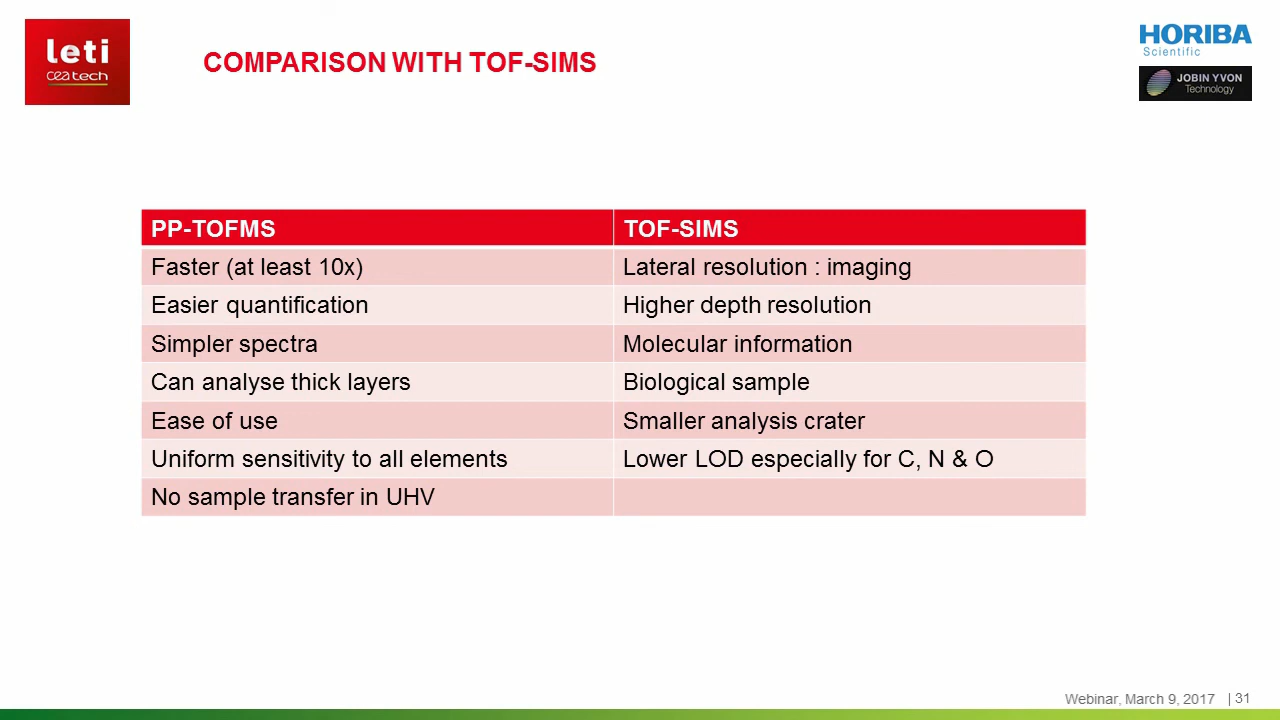 leti
ceatech
COMPARISON WITH TOF-SIMS
HORIBA
Scientific
JOBIN YVON
Technology
PP-TOFMS TOF-SIMS
Faster (at least 10x) Lateral resolution : imaging
Easier quantification Higher depth resolution
Simpler spectra Molecular information
Can analyse thick layers Biological sample
Ease of use Smaller analysis crater
Uniform sensitivity to all elements Lower LOD especially for C, N & O
No sample transfer in UHV
Webinar, March 9, 2017 | 31